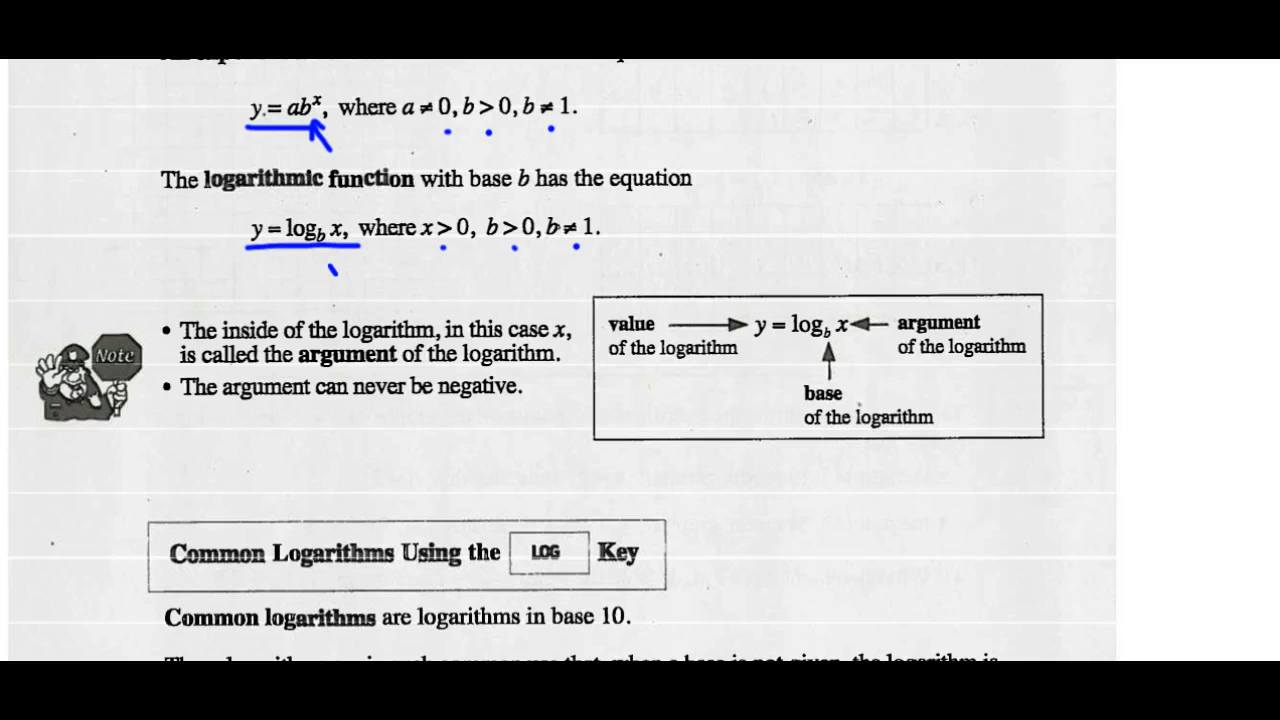 y = abˣ, where a ≠ 0, b > 0, b ≠ 1.
The logarithmic function with base b has the equation
y = log_b x, where x > 0, b > 0, b ≠ 1.
• The inside of the logarithm, in this case x,
is called the argument of the logarithm.
• The argument can never be negative.
Note
value
of the logarithm
y = log_b x
argument
of the logarithm
base
of the logarithm
Common Logarithms Using the LOG Key
Common logarithms are logarithms in base 10.